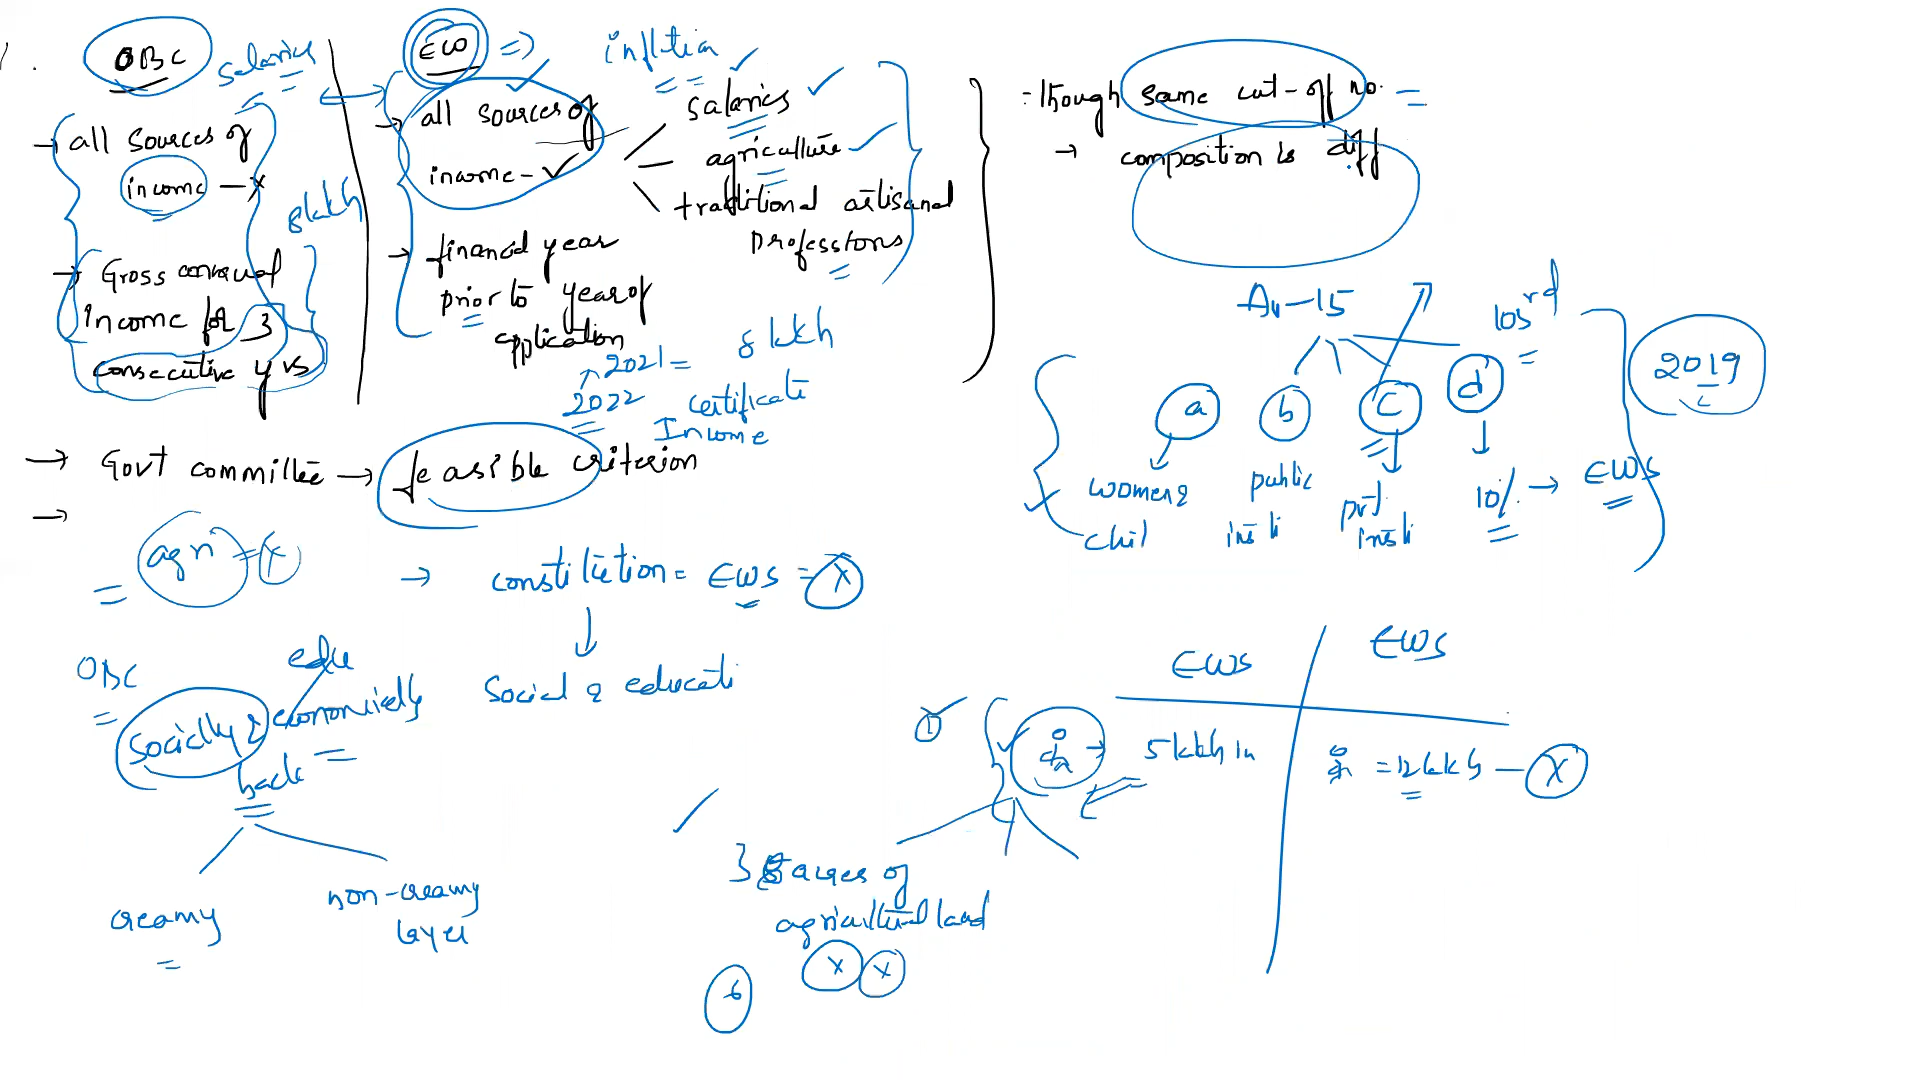 OBC
salaries
→ all sources of
income – x
8 lakh
→ Gross annual
income for 3
consecutive yrs
EW ⇒ inflation
→ all sources of
income – ✓
salaries
agriculture
traditional artisanal
professions
→ financial year
prior to year of
application
2021 = 8 lakh
2022
certificate
Income
Though same cut-off no. =
→ composition is diff
Ar – 15
103rd
2019
a
b
c
d
women &
chil
public
insti
pvt
insti
10% → EWS
→ Govt committee → feasible criterion
→
agri = x
→ constitution = EWS = x
social & educati
OBC
edu
socially & economically
back
creamy
non-creamy
layer
EWS
EWS
1
5 lakh in
= 12 lakhs – x
3 acres of
agricultural land
x x
6